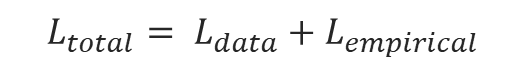 L_total = L_data + L_empirical